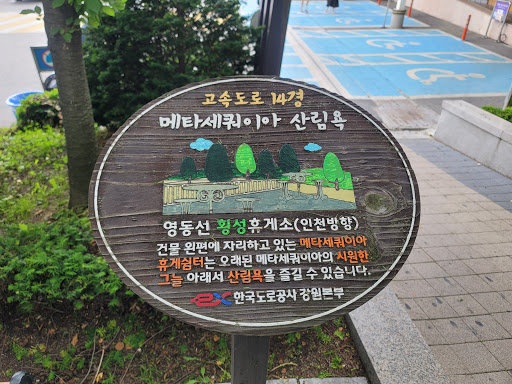 고속도로 14경
메타세쿼이아 산림욕
영동선 횡성휴게소(인천방향)
건물 왼편에 자리하고 있는 메타세쿼이아
휴게쉼터는 오래된 메타세쿼이아의 시원한
그늘 아래서 산림욕을 즐길 수 있습니다.
ex 한국도로공사 강원본부